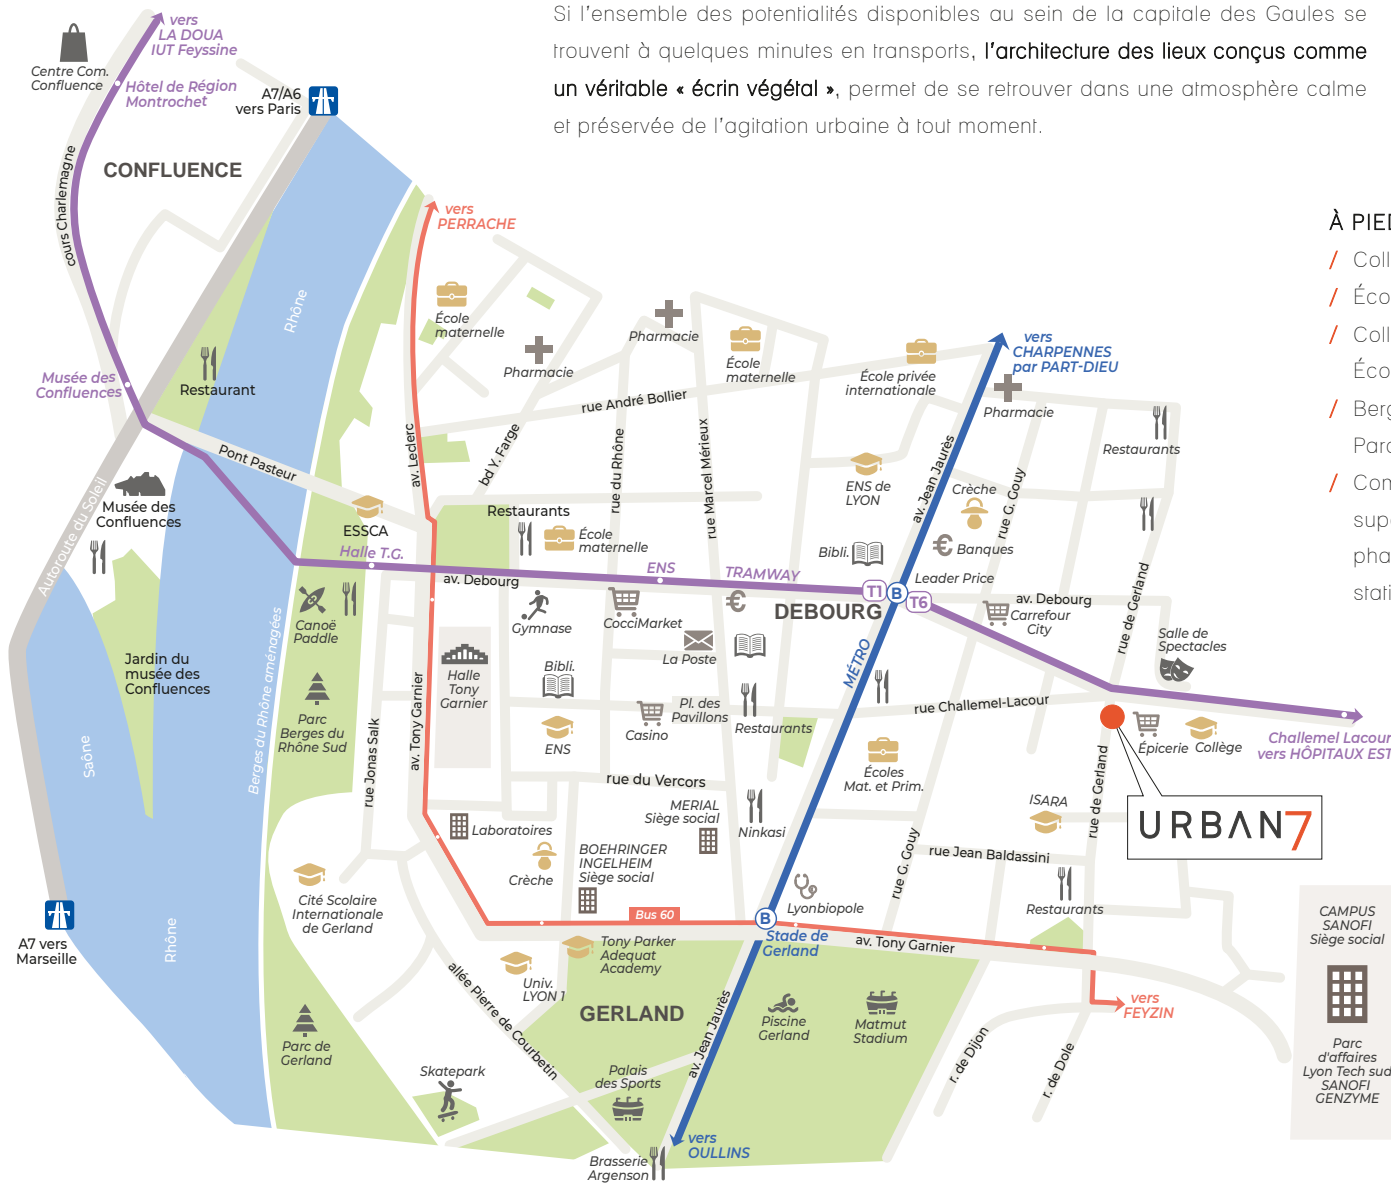 Si l'ensemble des potentialités disponibles au sein de la capitale des Gaules se
trouvent à quelques minutes en transports, l'architecture des lieux conçus comme
un véritable « écrin végétal », permet de se retrouver dans une atmosphère calme
et préservée de l'agitation urbaine à tout moment.
vers
LA DOUA
IUT Feyssine
Centre Com.
Confluence
Hôtel de Région
Montrochet
A7/A6
vers Paris
CONFLUENCE
cours Charlemagne
vers
PERRACHE
À PIED
/ Coll
/ Éco
/ Coll
Éco
/ Berg
Parc
/ Com
supe
pha
stati
Rhône
École
maternelle
Pharmacie
Pharmacie
École
maternelle
École privée
internationale
vers
CHARPENNES
par PART-DIEU
Pharmacie
Musée des
Confluences
Restaurant
rue André Bollier
Restaurants
Pont Pasteur
av. Leclerc
bd Y. Farge
rue du Rhône
rue Marcel Mérieux
av. Jean Jaurès
rue G. Gouy
ENS de
LYON
Crèche
Autoroute du Soleil
Musée des
Confluences
ESSCA
Restaurants
École
maternelle
Bibli.
€ Banques
Halle T.G.
av. Debourg
ENS
TRAMWAY
Leader Price
T1
B
T6
DEBOURG
av. Debourg
rue de Gerland
Canoë
Paddle
Gymnase
CocciMarket
€
Carrefour
City
Salle de
Spectacles
La Poste
Jardin du
musée des
Confluences
Halle
Tony
Garnier
Bibli.
MÉTRO
Berges du Rhône aménagées
Parc
Berges du
Rhône Sud
av. Tony Garnier
rue Jonas Salk
ENS
Casino
Pl. des
Pavillons
Restaurants
rue Challemel-Lacour
Épicerie
Collège
Challemel Lacour
vers HÔPITAUX EST
Saône
rue du Vercors
Écoles
Mat. et Prim.
rue de Gerland
ISARA
URBAN7
MERIAL
Siège social
Ninkasi
Laboratoires
Crèche
BOEHRINGER
INGELHEIM
Siège social
rue G. Gouy
rue Jean Baldassini
Cité Scolaire
Internationale
de Gerland
Lyonbiopole
Restaurants
Bus 60
B
Stade de
Gerland
av. Tony Garnier
CAMPUS
SANOFI
Siège social
A7 vers
Marseille
Rhône
Tony Parker
Adequat
Academy
Univ.
LYON 1
GERLAND
allée Pierre de Courbetin
av. Jean Jaurès
Piscine
Gerland
Matmut
Stadium
vers
FEYZIN
Parc de
Gerland
r. de Dijon
r. de Dole
Parc
d'affaires
Lyon Tech sud
SANOFI
GENZYME
Skatepark
Palais
des Sports
vers
OULLINS
Brasserie
Argenson